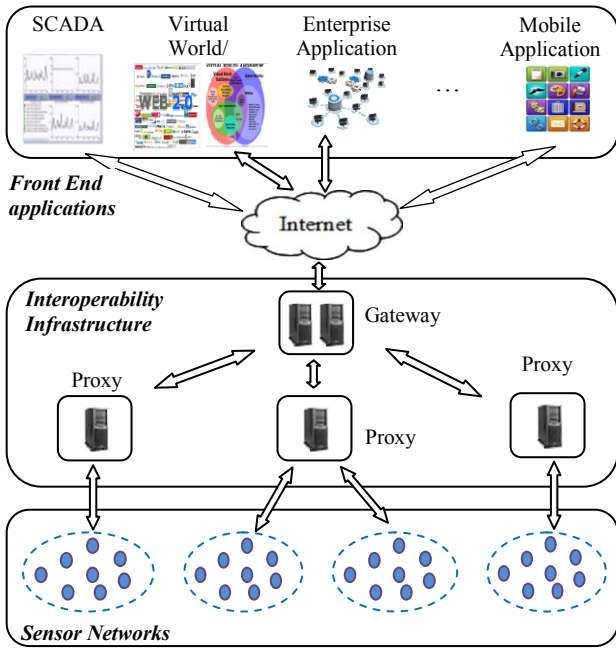 SCADA
Virtual
World/
Enterprise
Application
Mobile
Application
WEB 2.0
...
Front End
applications
Internet
Interoperability
Infrastructure
Gateway
Proxy
Proxy
Proxy
Sensor Networks